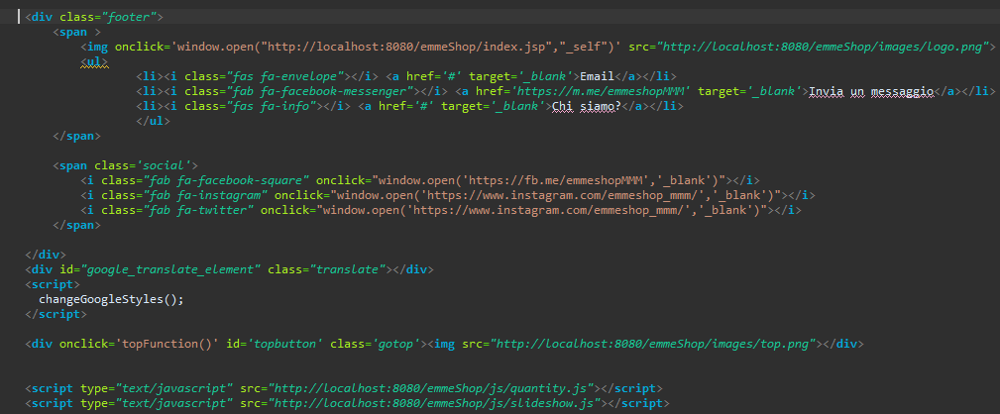 <div class="footer">
<span >
<img onclick='window.open("http://localhost:8080/emmeShop/index.jsp","_self")' src="http://localhost:8080/emmeShop/images/logo.png">
<ul>
<li><i class="fas fa-envelope"></i> <a href='#' target='_blank'>Email</a></li>
<li><i class="fab fa-facebook-messenger"></i> <a href='https://m.me/emmeshopMMM' target='_blank'>Invia un messaggio</a></li>
<li><i class="fas fa-info"></i> <a href='#' target='_blank'>Chi siamo?</a></li>
</ul>
</span>
<span class='social'>
<i class="fab fa-facebook-square" onclick="window.open('https://fb.me/emmeshopMMM','_blank')"></i>
<i class="fab fa-instagram" onclick="window.open('https://www.instagram.com/emmeshop_mmm/','_blank')"></i>
<i class="fab fa-twitter" onclick="window.open('https://www.instagram.com/emmeshop_mmm/','_blank')"></i>
</span>
</div>
<div id="google_translate_element" class="translate"></div>
<script>
changeGoogleStyles();
</script>
<div onclick='topFunction()' id='topbutton' class='gotop'><img src="http://localhost:8080/emmeShop/images/top.png"></div>
<script type="text/javascript" src="http://localhost:8080/emmeShop/js/quantity.js"></script>
<script type="text/javascript" src="http://localhost:8080/emmeShop/js/slideshow.js"></script>